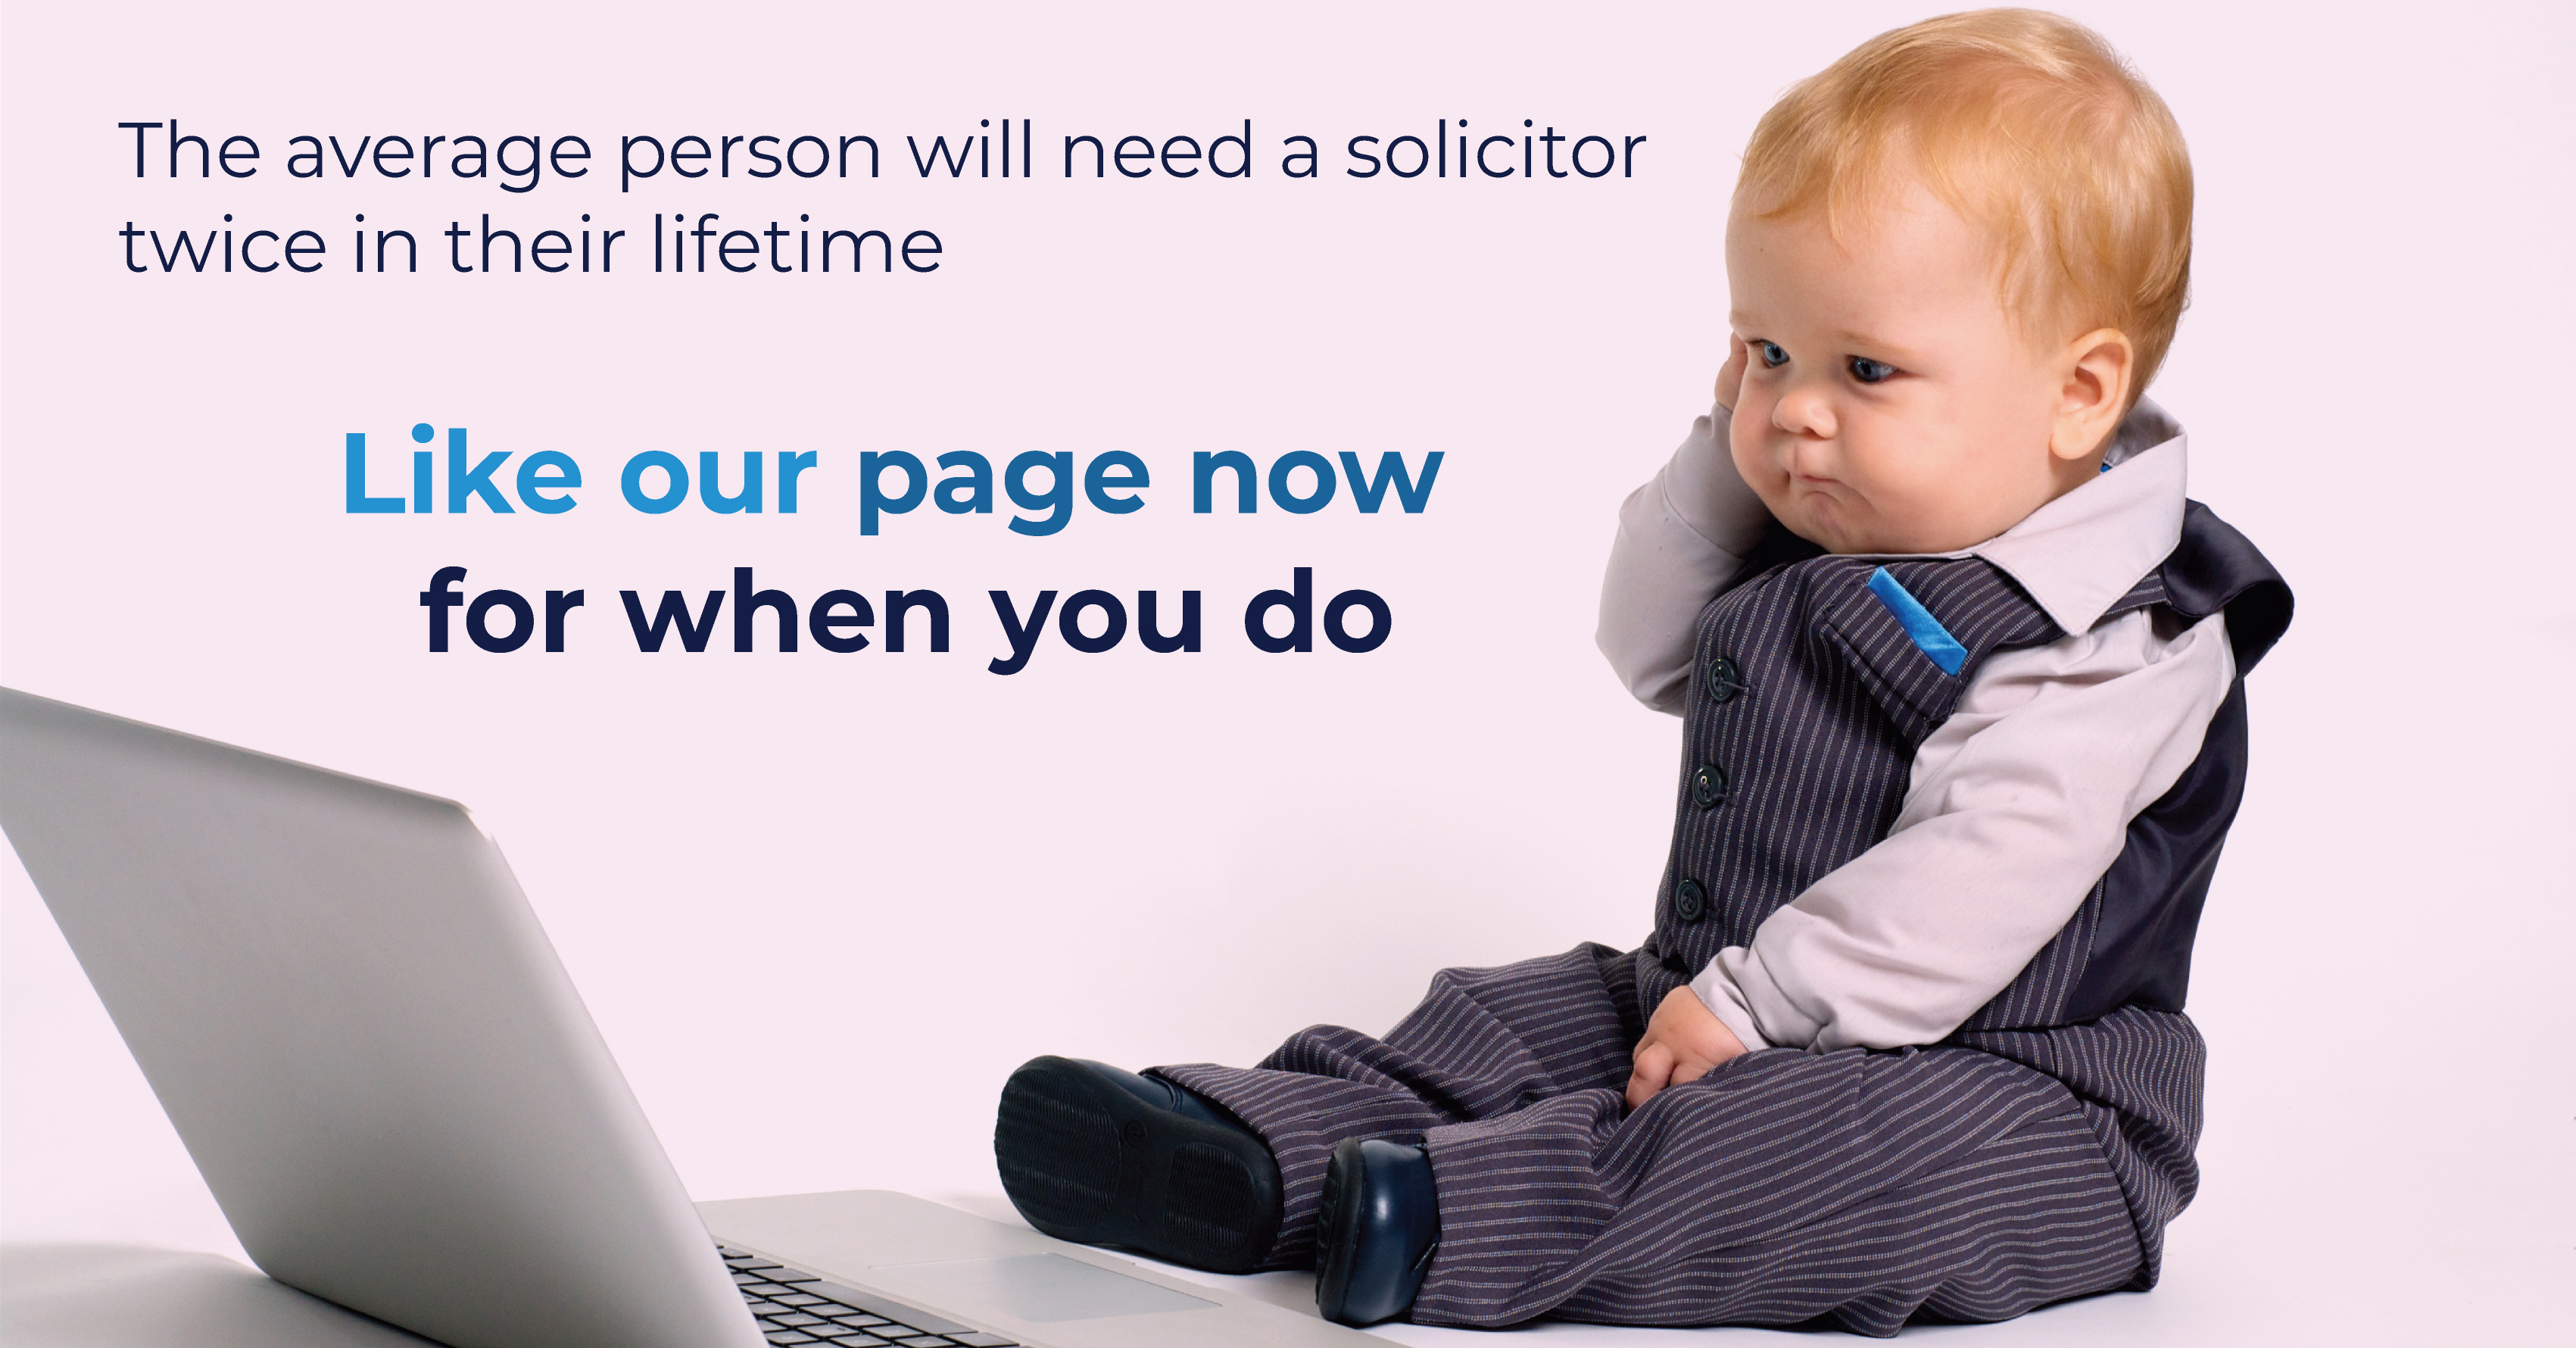 The average person will need a solicitor
twice in their lifetime
Like our page now
for when you do